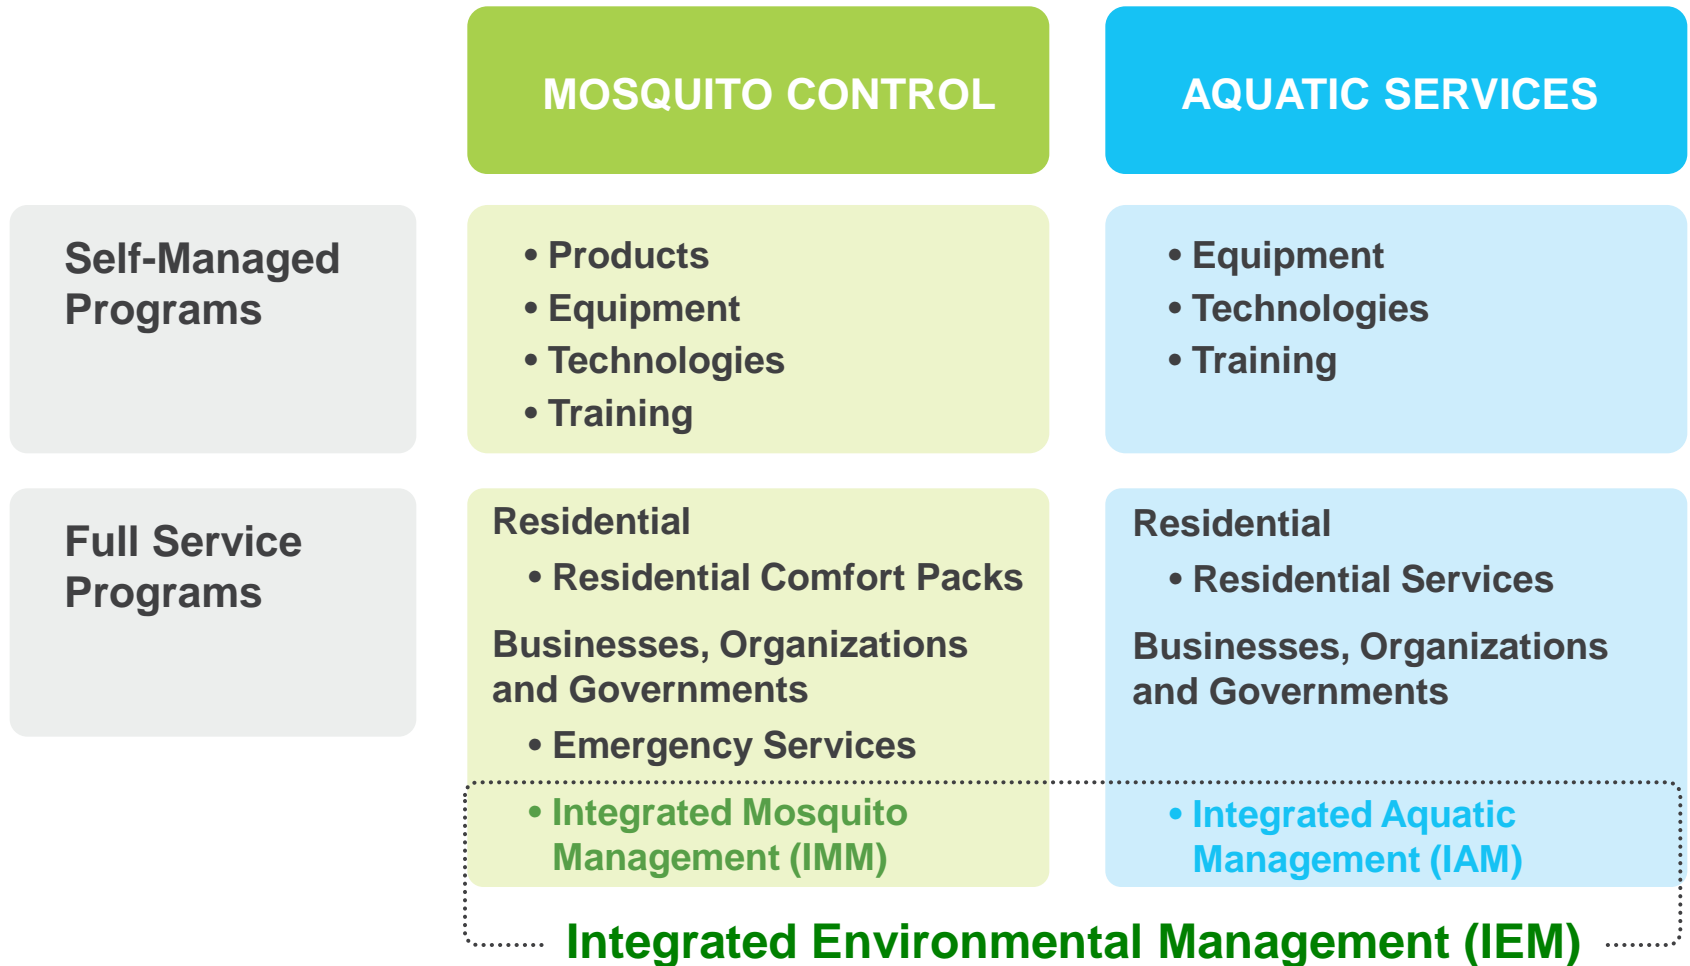 MOSQUITO CONTROL
AQUATIC SERVICES
Self-Managed
Programs
• Products
• Equipment
• Technologies
• Training
• Equipment
• Technologies
• Training
Full Service
Programs
Residential
• Residential Comfort Packs
Businesses, Organizations
and Governments
• Emergency Services
• Integrated Mosquito
Management (IMM)
Residential
• Residential Services
Businesses, Organizations
and Governments
• Integrated Aquatic
Management (IAM)
Integrated Environmental Management (IEM)